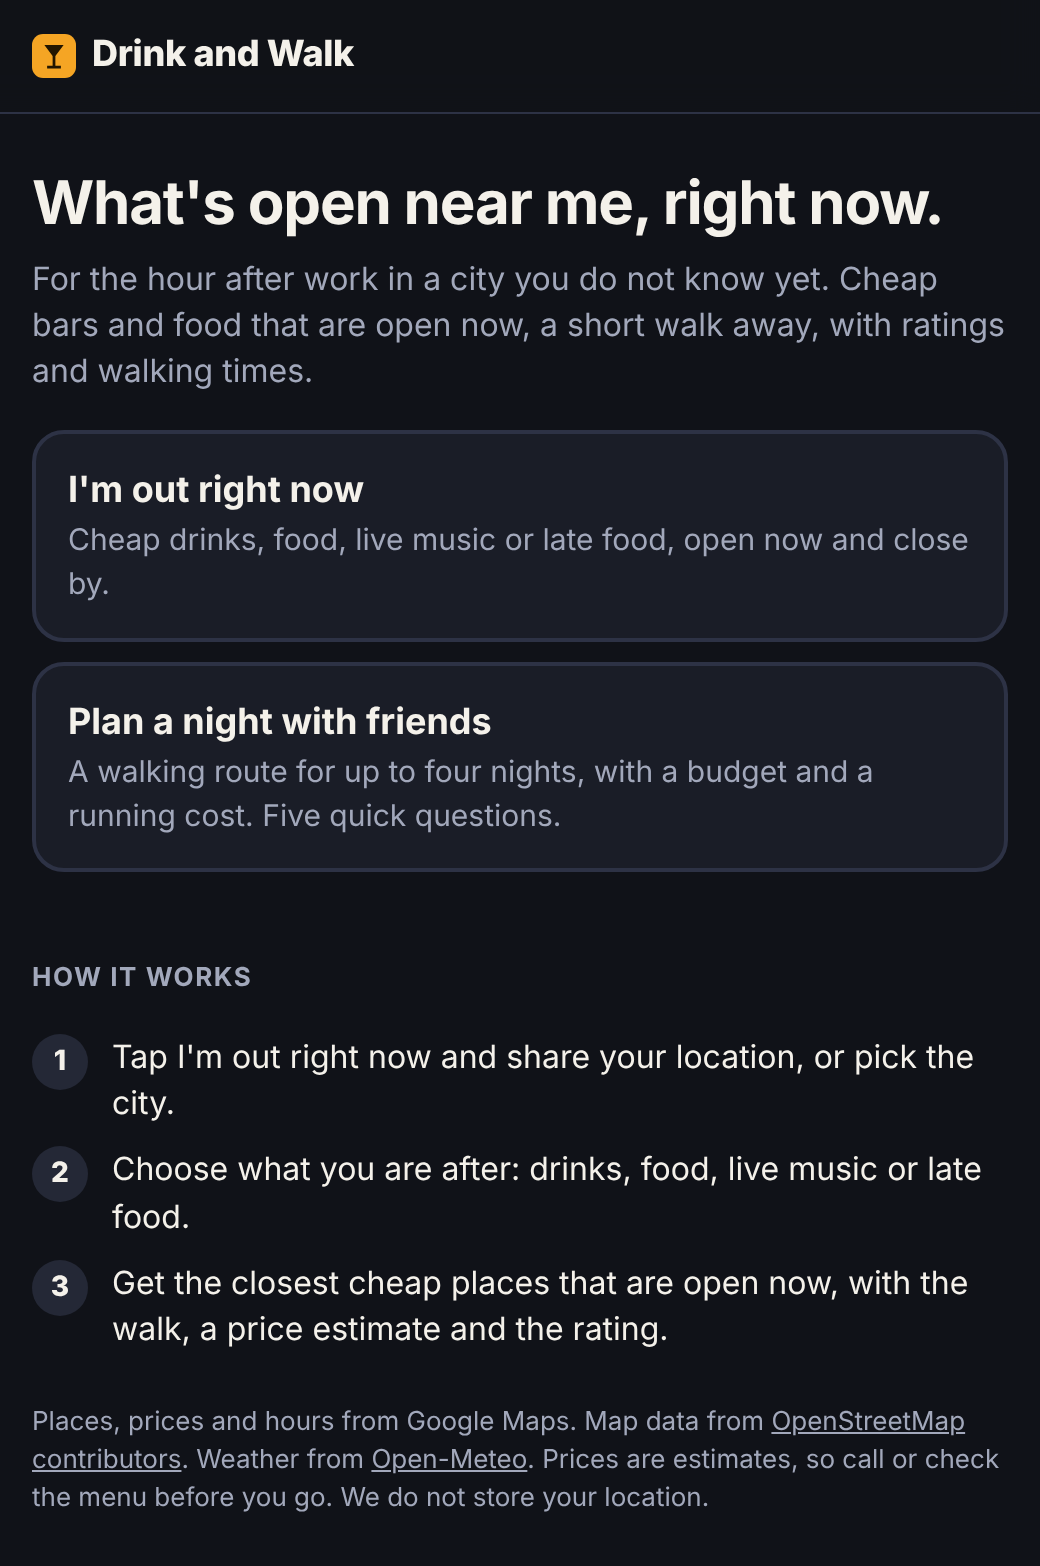 Drink and Walk
What's open near me, right now.
For the hour after work in a city you do not know yet. Cheap
bars and food that are open now, a short walk away, with ratings
and walking times.
I'm out right now
Cheap drinks, food, live music or late food, open now and close
by.
Plan a night with friends
A walking route for up to four nights, with a budget and a
running cost. Five quick questions.
HOW IT WORKS
1 Tap I'm out right now and share your location, or pick the
city.
2 Choose what you are after: drinks, food, live music or late
food.
3 Get the closest cheap places that are open now, with the
walk, a price estimate and the rating.
Places, prices and hours from Google Maps. Map data from OpenStreetMap
contributors. Weather from Open-Meteo. Prices are estimates, so call or check
the menu before you go. We do not store your location.